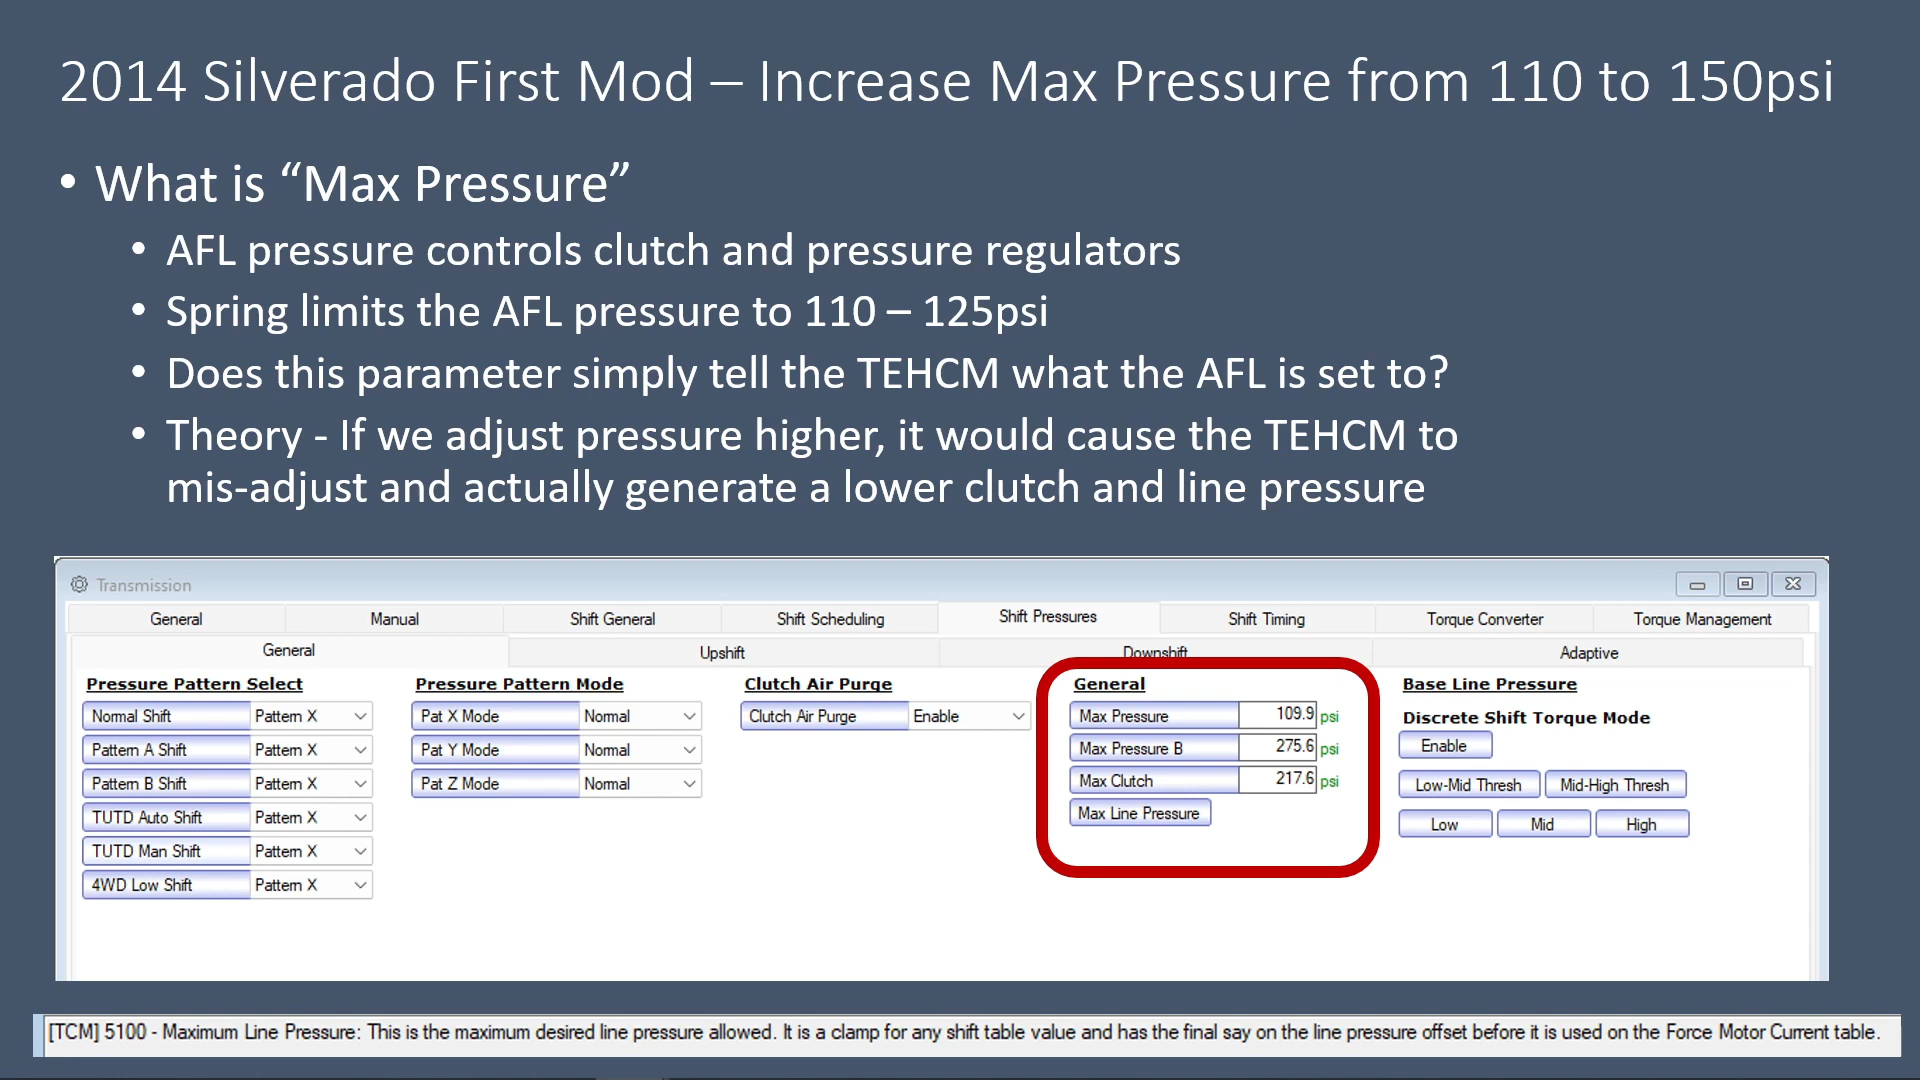 2014 Silverado First Mod – Increase Max Pressure from 110 to 150psi
• What is “Max Pressure”
• AFL pressure controls clutch and pressure regulators
• Spring limits the AFL pressure to 110 – 125psi
• Does this parameter simply tell the TEHCM what the AFL is set to?
• Theory - If we adjust pressure higher, it would cause the TEHCM to
mis-adjust and actually generate a lower clutch and line pressure
Transmission
General Manual Shift General Shift Scheduling Shift Pressures Shift Timing Torque Converter Torque Management
General Upshift Downshift Adaptive
Pressure Pattern Select
Normal Shift Pattern X
Pattern A Shift Pattern X
Pattern B Shift Pattern X
TUTD Auto Shift Pattern X
TUTD Man Shift Pattern X
4WD Low Shift Pattern X
Pressure Pattern Mode
Pat X Mode Normal
Pat Y Mode Normal
Pat Z Mode Normal
Clutch Air Purge
Clutch Air Purge Enable
General
Max Pressure 109.9 psi
Max Pressure B 275.6 psi
Max Clutch 217.6 psi
Max Line Pressure
Base Line Pressure
Discrete Shift Torque Mode
Enable
Low-Mid Thresh Mid-High Thresh
Low Mid High
[TCM] 5100 - Maximum Line Pressure: This is the maximum desired line pressure allowed. It is a clamp for any shift table value and has the final say on the line pressure offset before it is used on the Force Motor Current table.